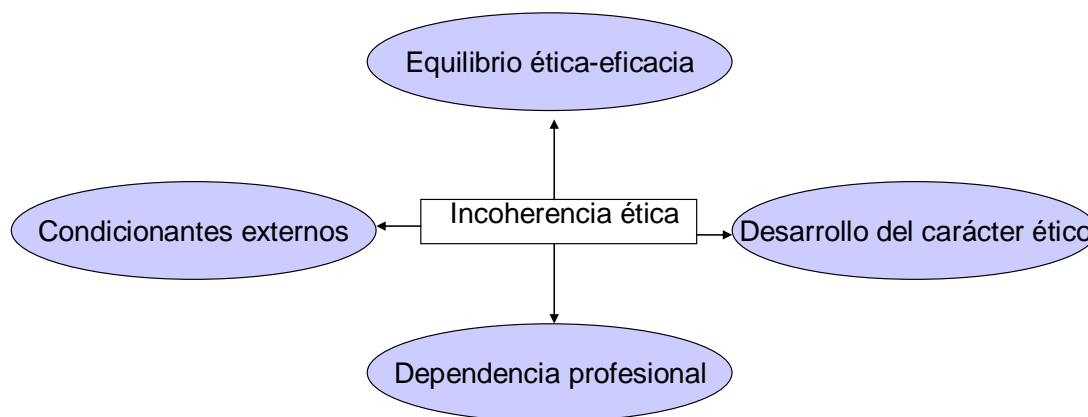 Equilibrio ética-eficacia
Incoherencia ética
Condicionantes externos
Desarrollo del carácter ético
Dependencia profesional